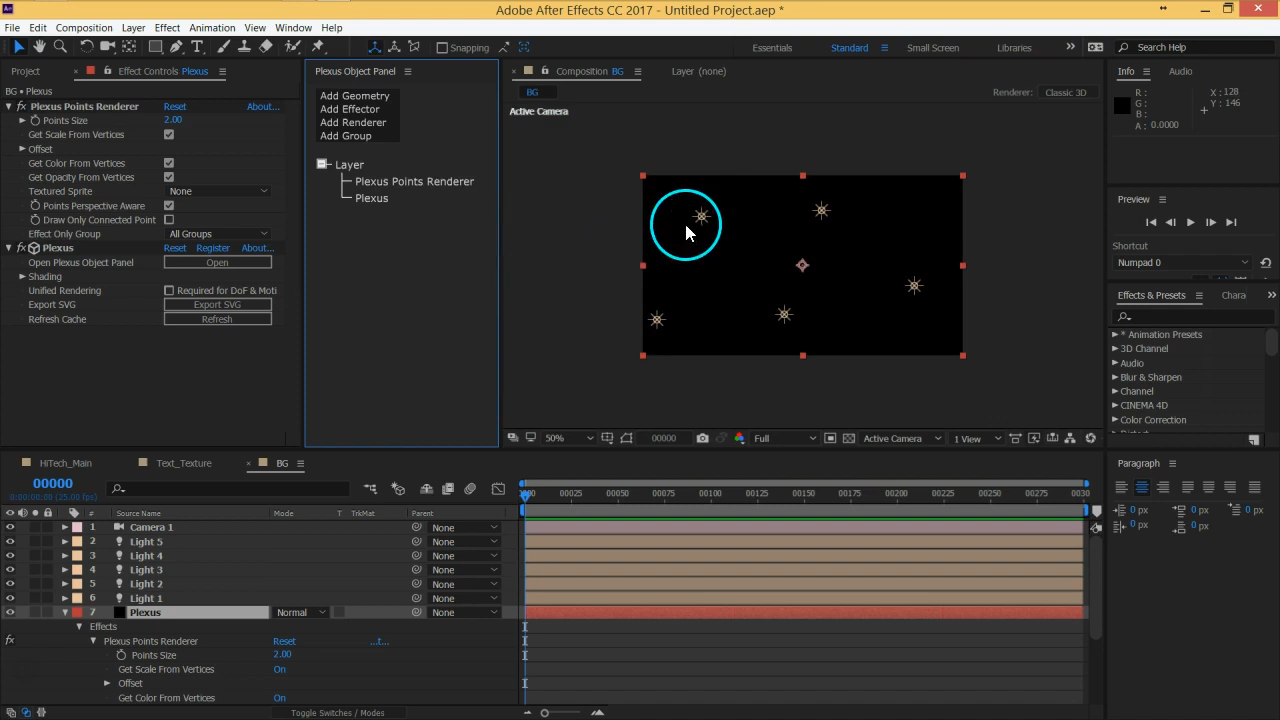 Adobe After Effects CC 2017 - Untitled Project.aep *
File Edit Composition Layer Effect Animation View Window Help
Snapping
Essentials Standard Small Screen Libraries Search Help
Project Effect Controls Plexus
BG • Plexus
Plexus Points Renderer Reset About...
Points Size 2.00
Get Scale From Vertices
Offset
Get Color From Vertices
Get Opacity From Vertices
Textured Sprite None
Points Perspective Aware
Draw Only Connected Point
Effect Only Group All Groups
Plexus Reset Register About...
Open Plexus Object Panel Open
Shading
Unified Rendering Required for DoF & Moti
Export SVG Export SVG
Refresh Cache Refresh
Plexus Object Panel
Add Geometry
Add Effector
Add Renderer
Add Group
Layer
Plexus Points Renderer
Plexus
Composition BG Layer (none)
BG Renderer: Classic 3D
Active Camera
50% 00000 Full Active Camera 1 View
Info Audio
R:
G:
B:
A: 0.0000
X: 128
Y: 146
Preview
Shortcut
Numpad 0
Effects & Presets Chara
* Animation Presets
3D Channel
Audio
Blur & Sharpen
Channel
CINEMA 4D
Color Correction
Paragraph
0 px 0 px 0 px
0 px 0 px
HiTech_Main Text_Texture BG
00000
0:00:00:00 (25.00 fps)
00025 00050 00075 00100 00125 00150 00175 00200 00225 00250 00275 0030
# Source Name Mode T TrkMat Parent
1 Camera 1 None
2 Light 5 None
3 Light 4 None
4 Light 3 None
5 Light 2 None
6 Light 1 None
7 Plexus Normal None
Effects
Plexus Points Renderer Reset ...t...
Points Size 2.00
Get Scale From Vertices On
Offset
Get Color From Vertices On
Toggle Switches / Modes